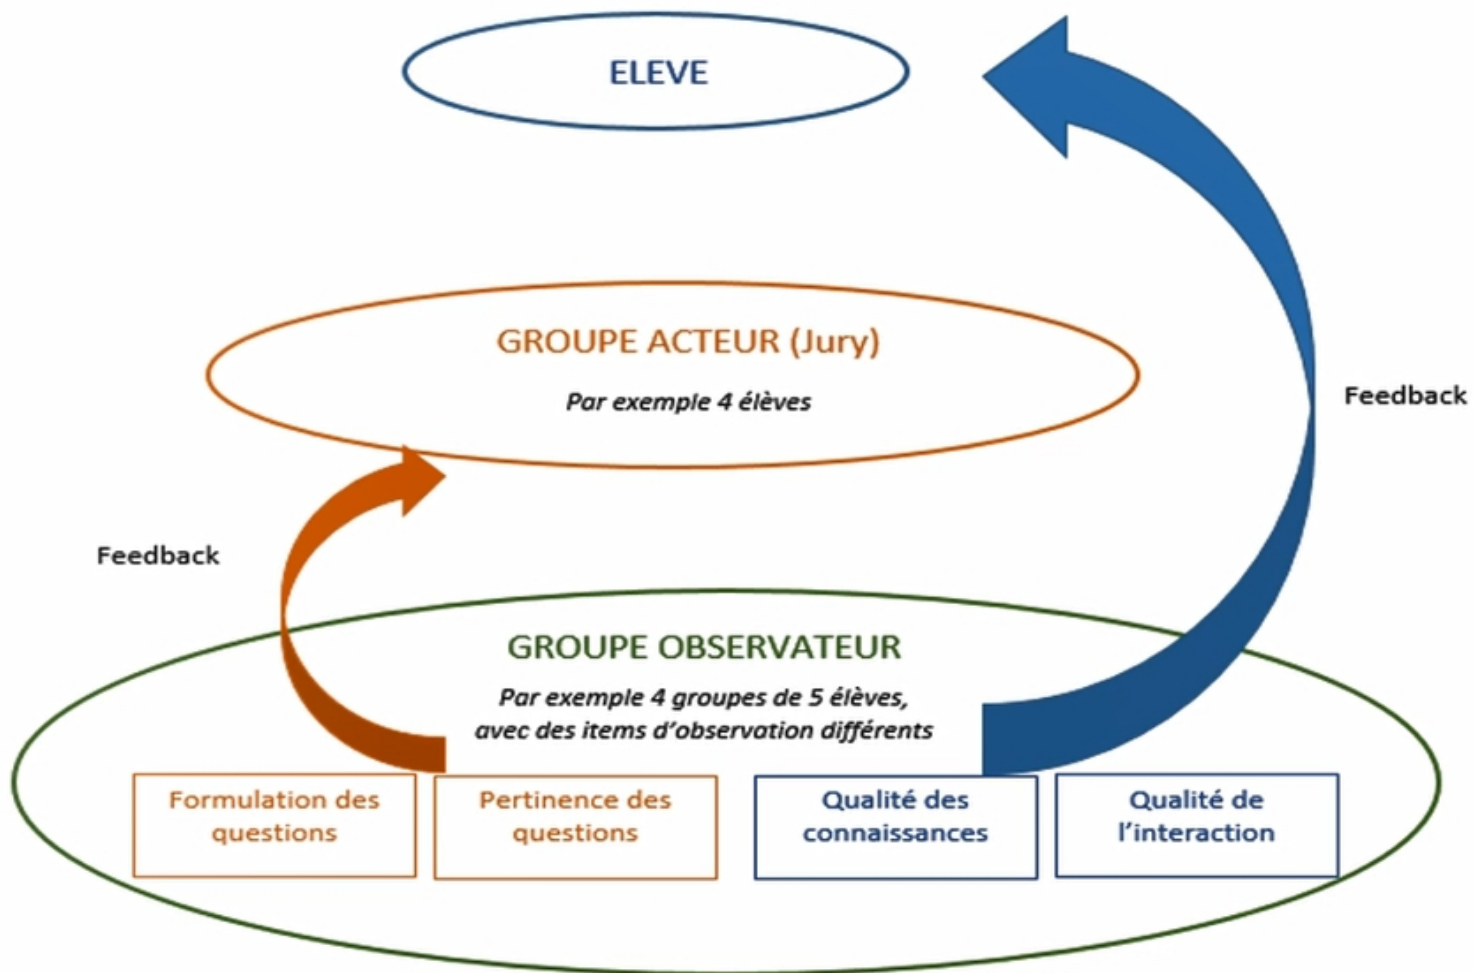 ELEVE
GROUPE ACTEUR (Jury)
Par exemple 4 élèves
Feedback
Feedback
GROUPE OBSERVATEUR
Par exemple 4 groupes de 5 élèves,
avec des items d'observation différents
Formulation des
questions
Pertinence des
questions
Qualité des
connaissances
Qualité de
l'interaction